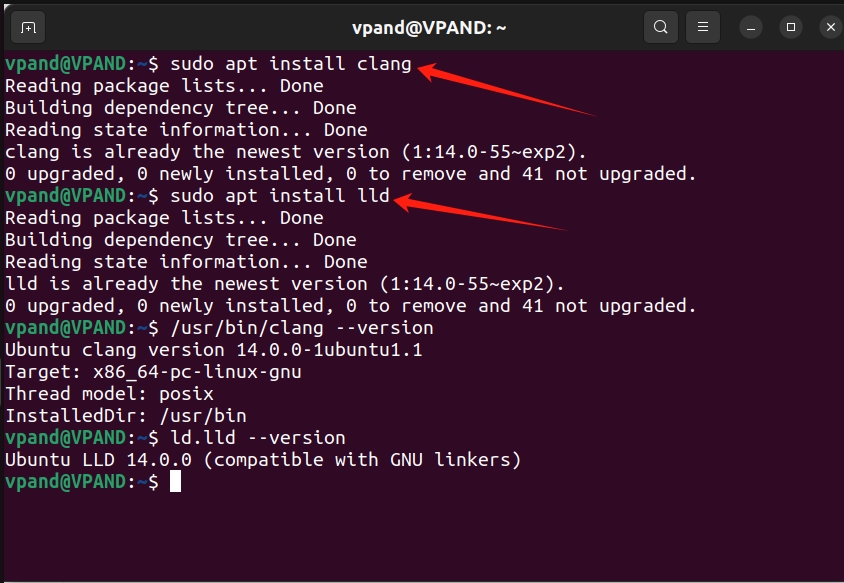 vpand@VPAND: ~
vpand@VPAND:~$ sudo apt install clang
Reading package lists... Done
Building dependency tree... Done
Reading state information... Done
clang is already the newest version (1:14.0-55~exp2).
0 upgraded, 0 newly installed, 0 to remove and 41 not upgraded.
vpand@VPAND:~$ sudo apt install lld
Reading package lists... Done
Building dependency tree... Done
Reading state information... Done
lld is already the newest version (1:14.0-55~exp2).
0 upgraded, 0 newly installed, 0 to remove and 41 not upgraded.
vpand@VPAND:~$ /usr/bin/clang --version
Ubuntu clang version 14.0.0-1ubuntu1.1
Target: x86_64-pc-linux-gnu
Thread model: posix
InstalledDir: /usr/bin
vpand@VPAND:~$ ld.lld --version
Ubuntu LLD 14.0.0 (compatible with GNU linkers)
vpand@VPAND:~$